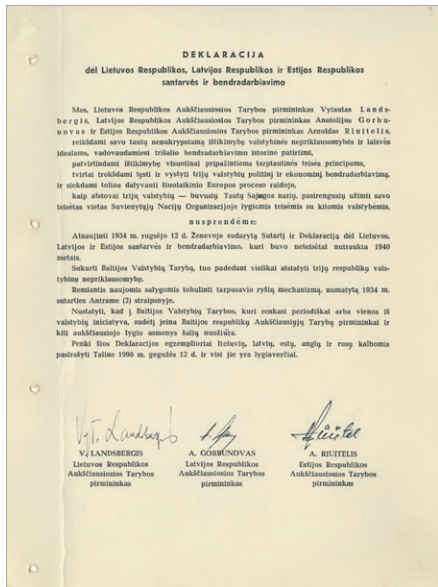 DEKLARACIJA
dėl Lietuvos Respublikos, Latvijos Respublikos ir Estijos Respublikos
santarvės ir bendradarbiavimo
Mes, Lietuvos Respublikos Aukščiausiosios Tarybos pirmininkas Vytautas Lands-
bergis, Latvijos Respublikos Aukščiausiosios Tarybos pirmininkas Anatolijus Gorbu-
novas ir Estijos Respublikos Aukščiausiosios Tarybos pirmininkas Arnoldas Riuitelis,
reikšdami savo tautų nenukrypstamą ištikimybę valstybinės nepriklausomybės ir laisvės
idealams, vadovaudamiesi trišalio bendradarbiavimo istorine patirtimi,
patvirtindami ištikimybę visuotinai pripažintiems tarptautinės teisės principams,
tvirtai trokšdami tęsti ir vystyti trijų valstybių politinį ir ekonominį bendradarbiavimą,
ir siekdami toliau dalyvauti šiuolaikinio Europos proceso raidoje,
kaip atstovai trijų valstybių — buvusių Tautų Sąjungos narių, pasirengusių užimti savo
teisėtas vietas Suvienytųjų Nacijų Organizacijoje lygiomis teisėmis su kitomis valstybėmis,
nusprendėme:
Atnaujinti 1934 m. rugsėjo 12 d. Ženevoje sudarytą Sutartį ir Deklaraciją dėl Lietuvos,
Latvijos ir Estijos santarvės ir bendradarbiavimo, kuri buvo neteisėtai nutraukta 1940
metais.
Sukurti Baltijos Valstybių Tarybą, tuo padedant visiškai atstatyti trijų respublikų vals-
tybinę nepriklausomybę.
Remiantis naujomis sąlygomis tobulinti tarpusavio ryšių mechanizmą, numatytą 1934 m.
sutarties Antrame (2) straipsnyje.
Nustatyti, kad į Baltijos Valstybių Tarybos, kuri renkasi periodiškai arba vienos iš
valstybių iniciatyva, sudėtį įeina Baltijos respublikų Aukščiausiųjų Tarybų pirmininkai ir
kiti aukščiausiojo lygio asmenys šalių nuožiūra.
Penki šios Deklaracijos egzemplioriai lietuvių, latvių, estų, anglų ir rusų kalbomis
pasirašyti Taline 1990 m. gegužės 12 d. ir visi jie yra lygiaverčiai.
Vyt. Landsbergis
V. LANDSBERGIS A. GORBUNOVAS A. RIUITELIS
Lietuvos Respublikos Latvijos Respublikos Estijos Respublikos
Aukščiausiosios Tarybos Aukščiausiosios Tarybos Aukščiausiosios Tarybos
pirmininkas pirmininkas pirmininkas